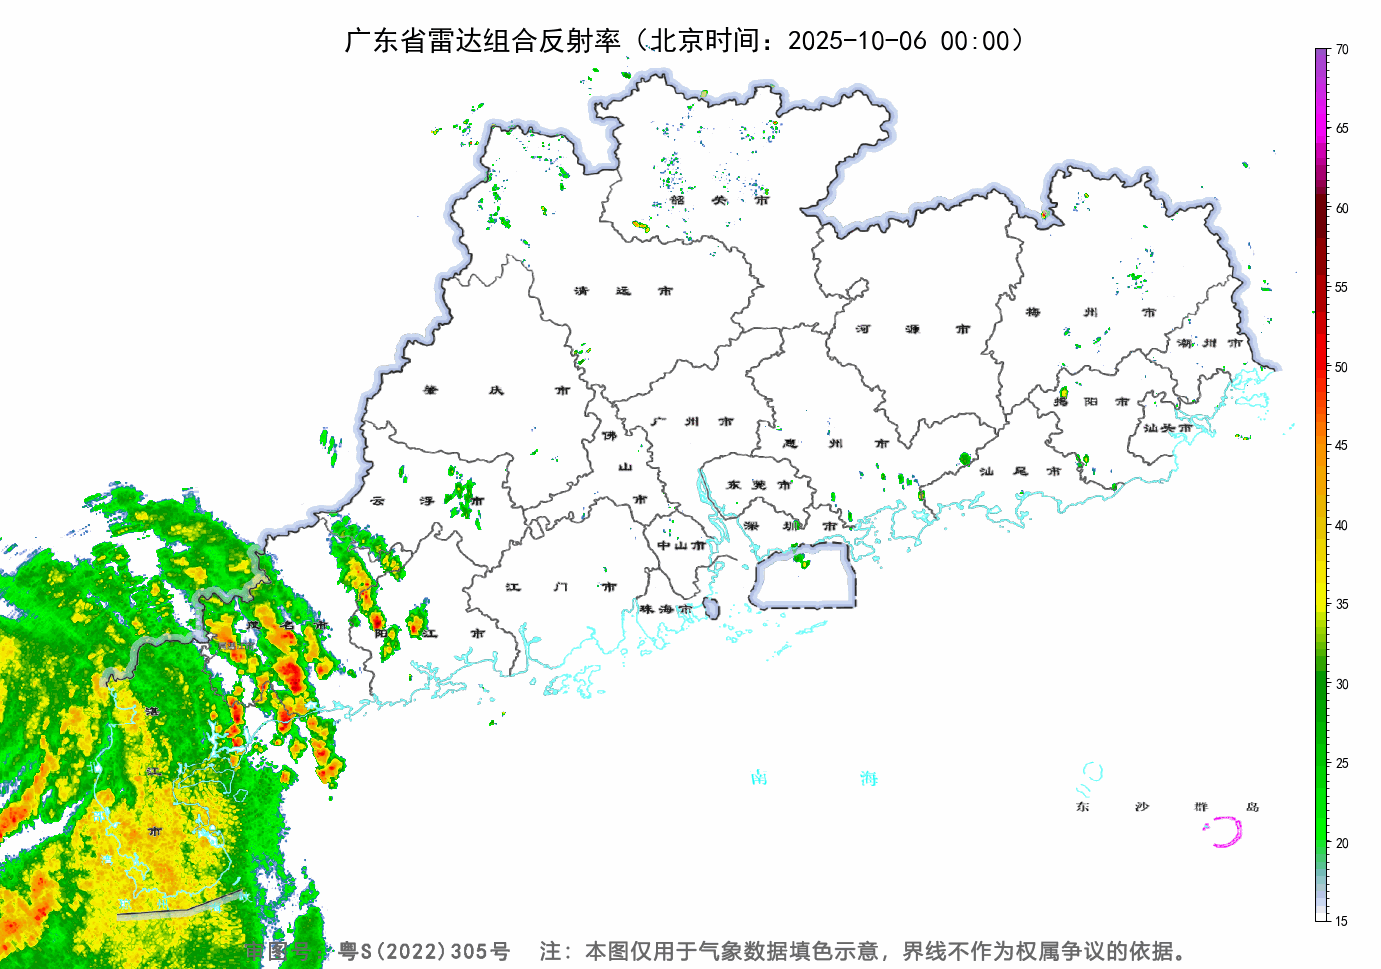 广东省雷达组合反射率（北京时间：2025-10-06 00:00）
70
65
60
55
50
45
40
35
30
25
20
15
韶关市
清远市
梅州市
河源市
潮州市
肇庆市
揭阳市
广州市
汕头市
佛山市
惠州市
汕尾市
云浮市
东莞市
深圳市
中山市
江门市
珠海市
茂名市
阳江市
湛江市
南海
东沙群岛
审图号：粤S(2022)305号 注：本图仅用于气象数据填色示意，界线不作为权属争议的依据。